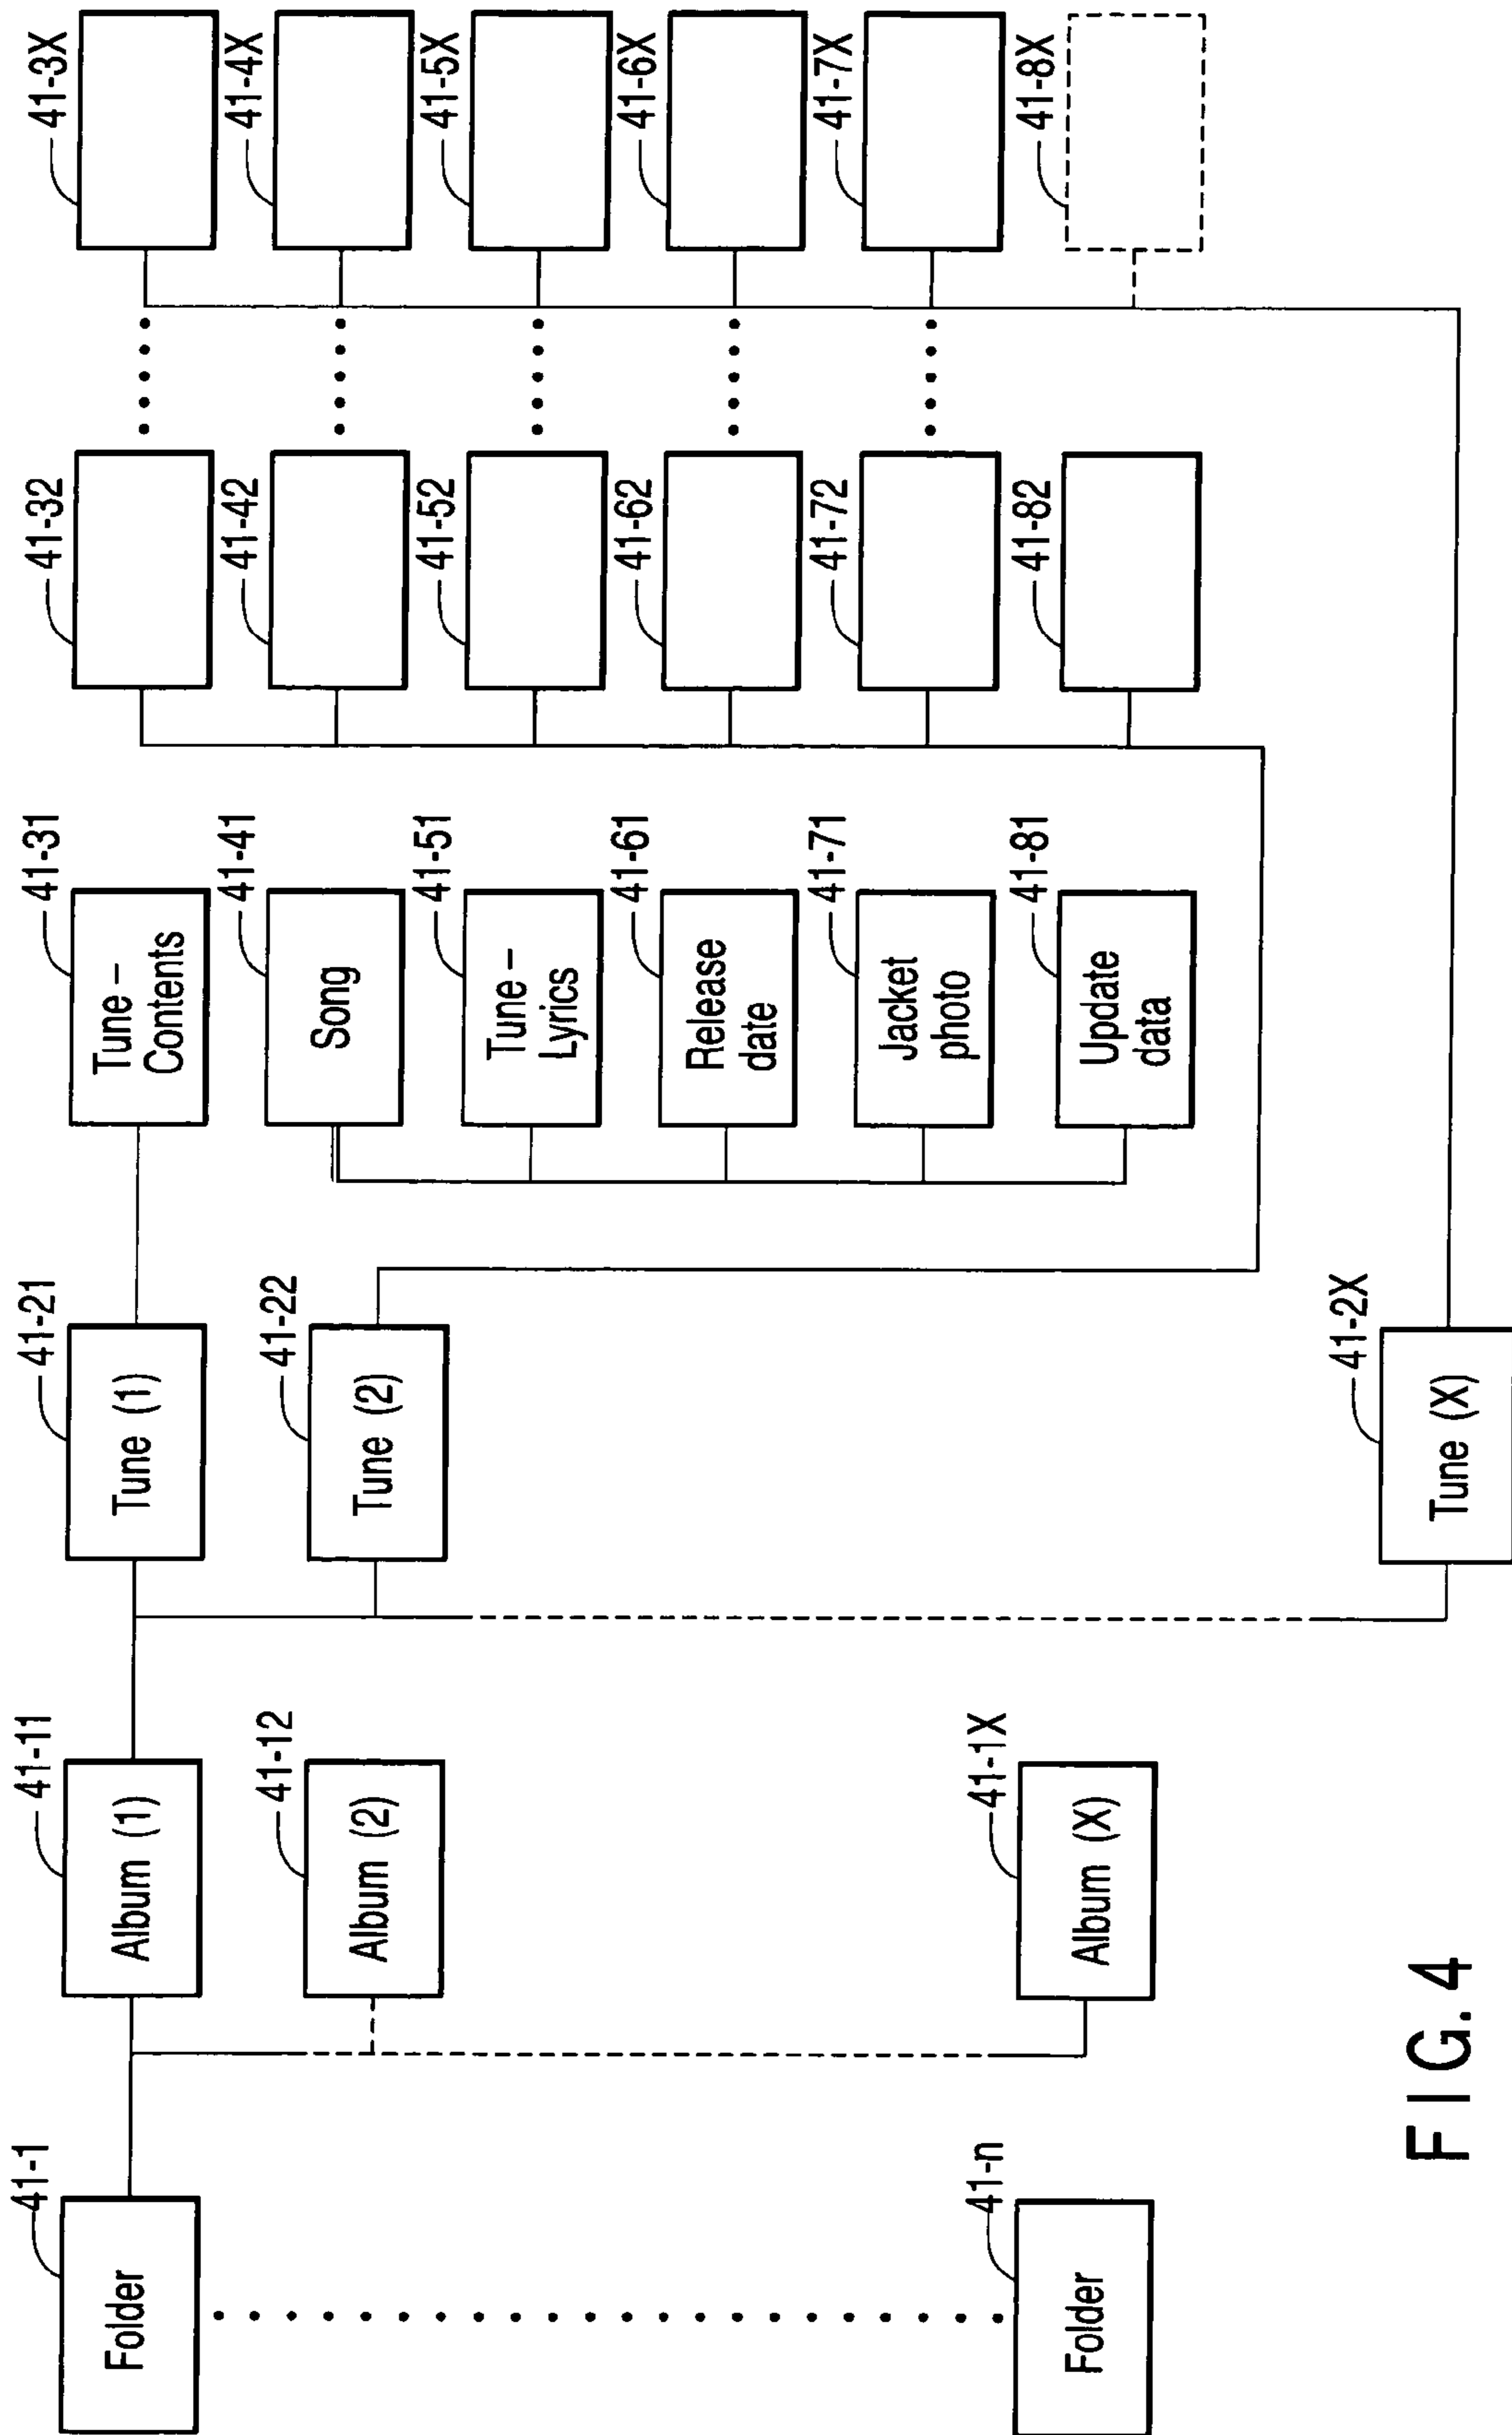 41-1
Folder
41-n
Folder
41-11
Album (1)
41-12
Album (2)
41-1X
Album (X)
41-21
Tune (1)
41-22
Tune (2)
41-2X
Tune (X)
41-31
Tune –
Contents
41-41
Song
41-51
Tune –
Lyrics
41-61
Release
date
41-71
Jacket
photo
41-81
Update
data
41-32
41-42
41-52
41-62
41-72
41-82
41-3X
41-4X
41-5X
41-6X
41-7X
41-8X
FIG. 4